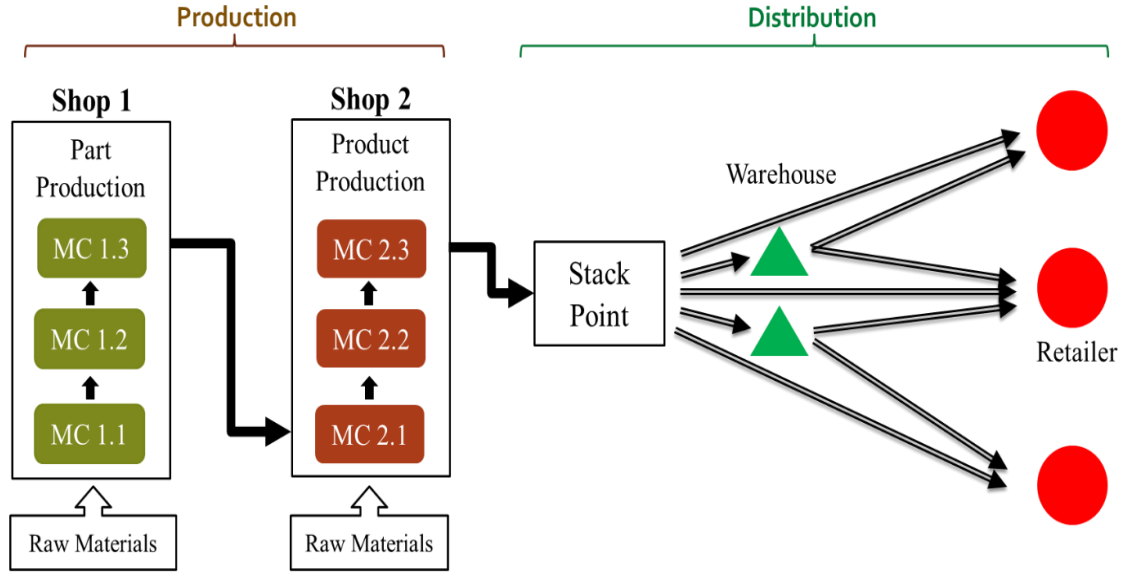 Production
Distribution
Shop 1
Shop 2
Part
Production
MC 1.3
MC 1.2
MC 1.1
Raw Materials
Product
Production
MC 2.3
MC 2.2
MC 2.1
Raw Materials
Stack
Point
Warehouse
Retailer